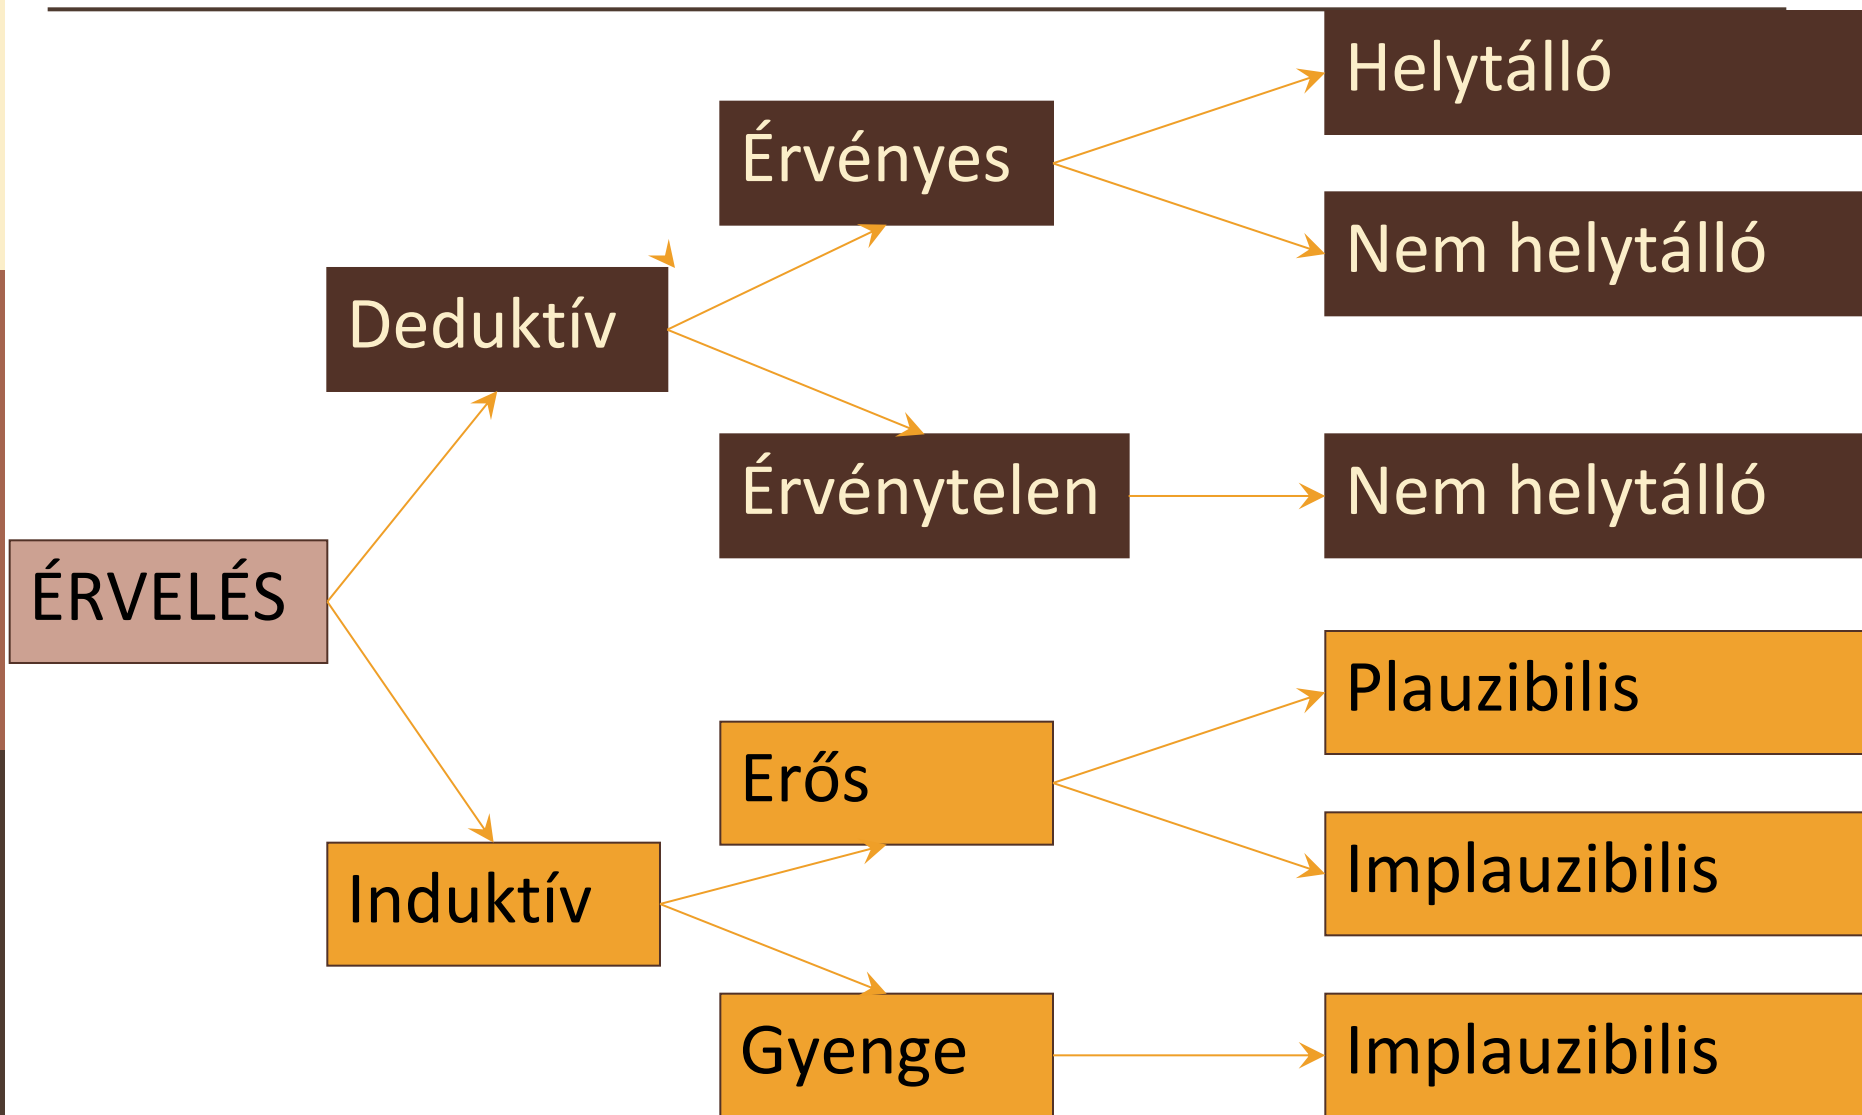 Helytálló
Érvényes
Nem helytálló
Deduktív
Érvénytelen
Nem helytálló
ÉRVELÉS
Plauzibilis
Erős
Implauzibilis
Induktív
Gyenge
Implauzibilis